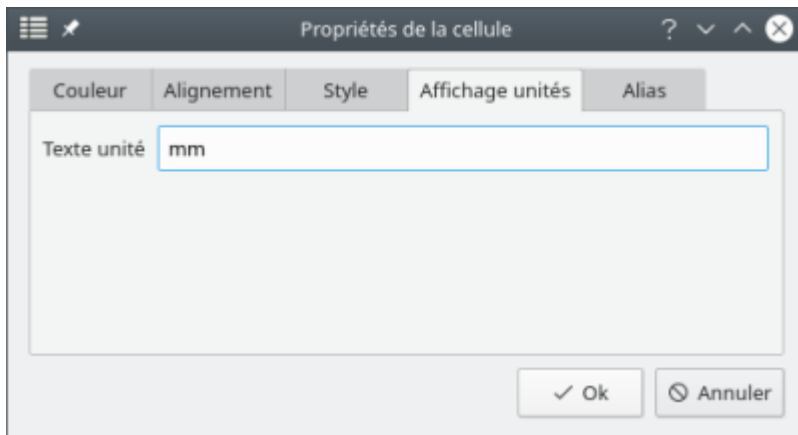 Propriétés de la cellule
Couleur Alignement Style Affichage unités Alias
Texte unité mm
Ok Annuler